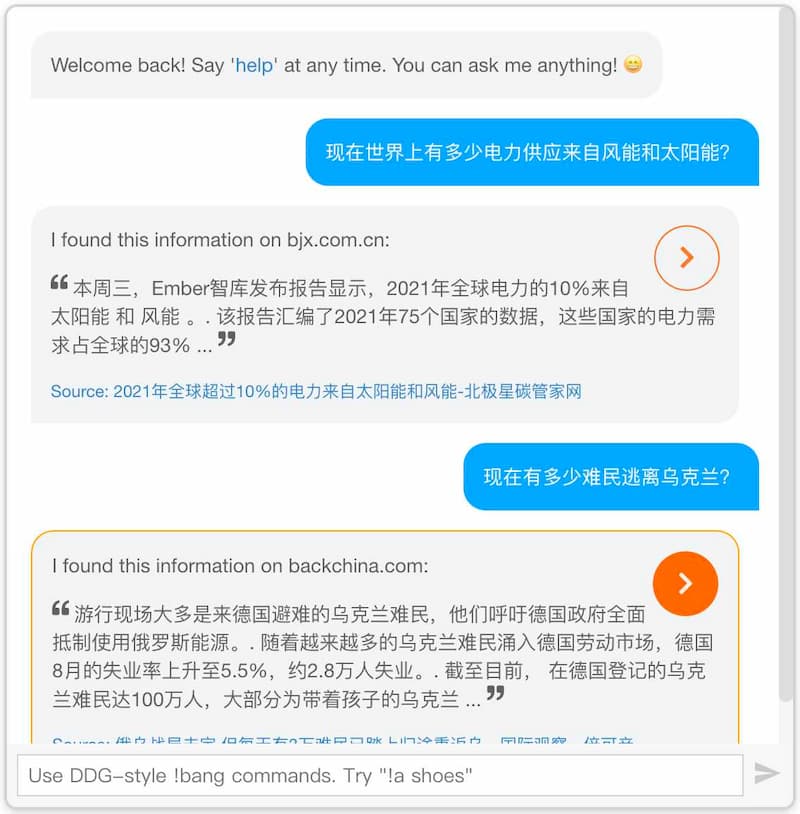 Welcome back! Say 'help' at any time. You can ask me anything! 😄
现在世界上有多少电力供应来自风能和太阳能？
I found this information on bjx.com.cn:
“本周三，Ember智库发布报告显示，2021年全球电力的10%来自
太阳能 和 风能 。. 该报告汇编了2021年75个国家的数据，这些国家的电力需
求占全球的93% ...”
Source: 2021年全球超过10%的电力来自太阳能和风能-北极星碳管家网
现在有多少难民逃离乌克兰？
I found this information on backchina.com:
“游行现场大多是来德国避难的乌克兰难民，他们呼吁德国政府全面
抵制使用俄罗斯能源。. 随着越来越多的乌克兰难民涌入德国劳动市场，德国
8月的失业率上升至5.5%，约2.8万人失业。. 截至目前， 在德国登记的乌克
兰难民达100万人，大部分为带着孩子的乌克兰 ...”
Source:
Use DDG-style !bang commands. Try "!a shoes"